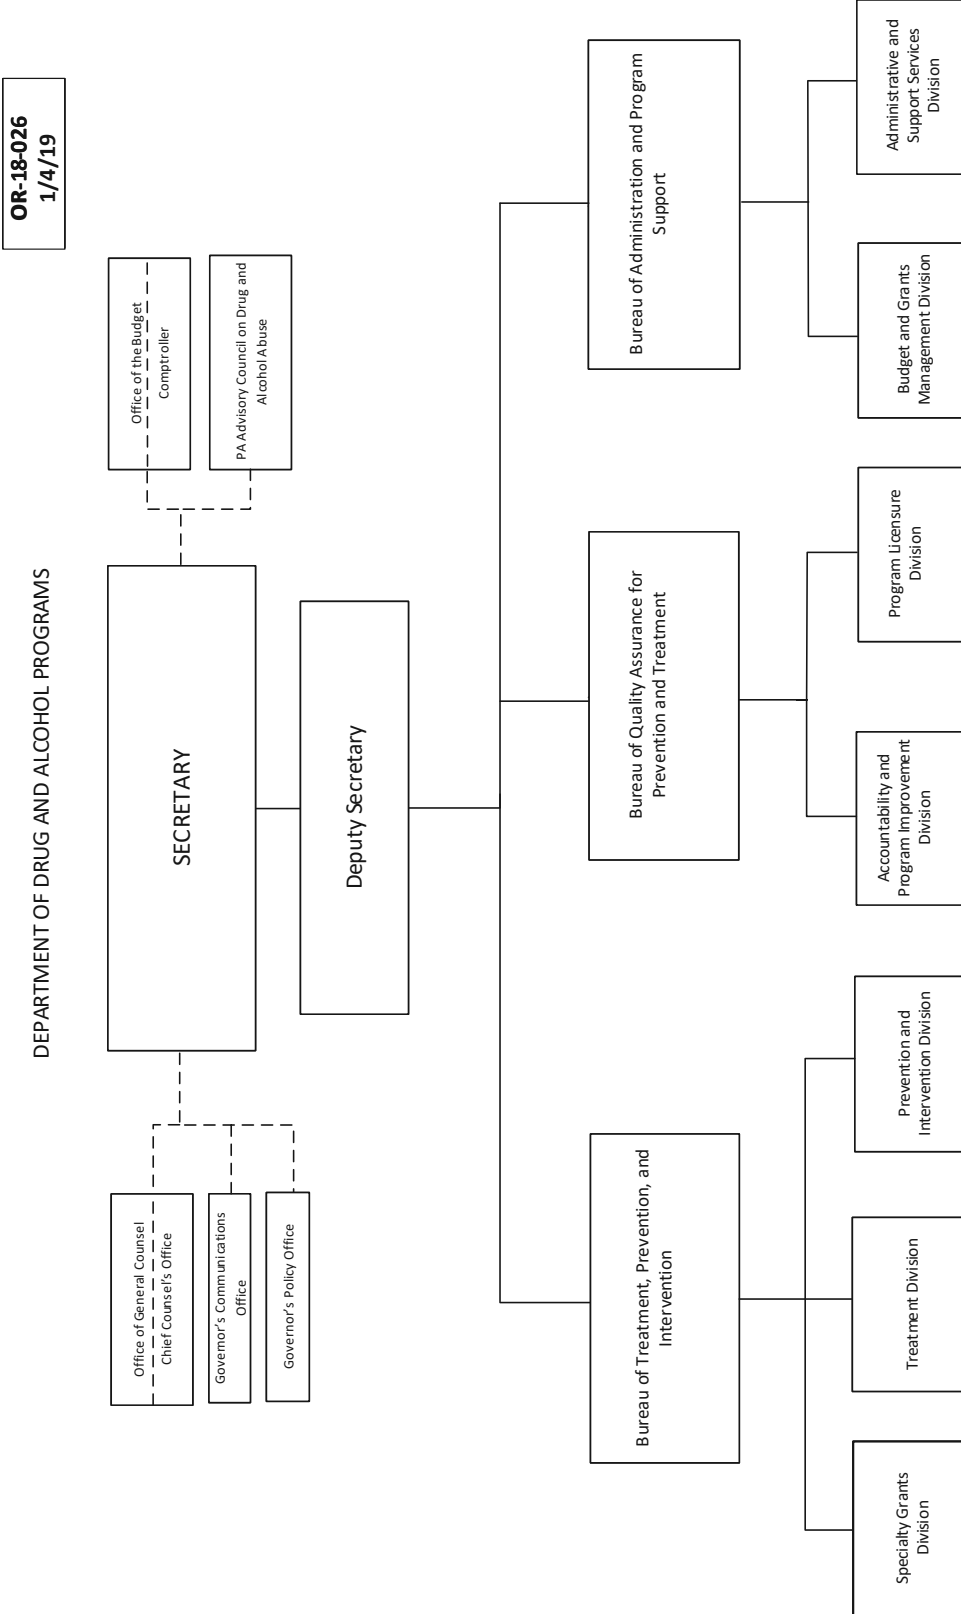 OR-18-026
1/4/19
DEPARTMENT OF DRUG AND ALCOHOL PROGRAMS
Office of General Counsel
Chief Counsel's Office
Governor's Communications
Office
Governor's Policy Office
SECRETARY
Office of the Budget
Comptroller
PA Advisory Council on Drug and
Alcohol Abuse
Deputy Secretary
Bureau of Treatment, Prevention, and
Intervention
Bureau of Quality Assurance for
Prevention and Treatment
Bureau of Administration and Program
Support
Specialty Grants
Division
Treatment Division
Prevention and
Intervention Division
Accountability and
Program Improvement
Division
Program Licensure
Division
Budget and Grants
Management Division
Administrative and
Support Services
Division